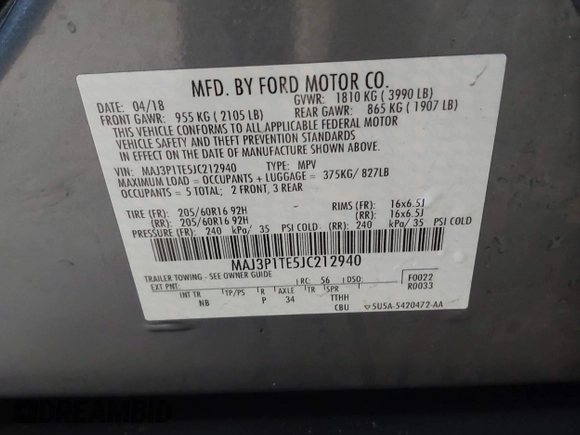 MFD. BY FORD MOTOR CO.
DATE: 04/18 GVWR: 1810 KG ( 3990 LB)
FRONT GAWR: 955 KG ( 2105 LB) REAR GAWR: 865 KG ( 1907 LB)
THIS VEHICLE CONFORMS TO ALL APPLICABLE FEDERAL MOTOR
VEHICLE SAFETY AND THEFT PREVENTION STANDARDS
IN EFFECT ON THE DATE OF MANUFACTURE SHOWN ABOVE.
VIN: MAJ3P1TE5JC212940 TYPE: MPV
MAXIMUM LOAD = OCCUPANTS + LUGGAGE = 375KG/ 827LB
OCCUPANTS = 5 TOTAL; 2 FRONT, 3 REAR
TIRE (FR): 205/60R16 92H RIMS (FR): 16x6.5J
(RR): 205/60R16 92H (RR): 16x6.5J
PRESSURE (FR): 240 kPa/ 35 PSI COLD (RR): 240 kPa/ 35 PSI COLD
MAJ3P1TE5JC212940
TRAILER TOWING - SEE OWNER GUIDE
EXT PNT: RC: 56 DSO: F0022
R0033
INT TR TP/PS R AXLE TR SPR
NB P 34 TTHH
CBU 5U5A-5420472-AA
DREAMBID